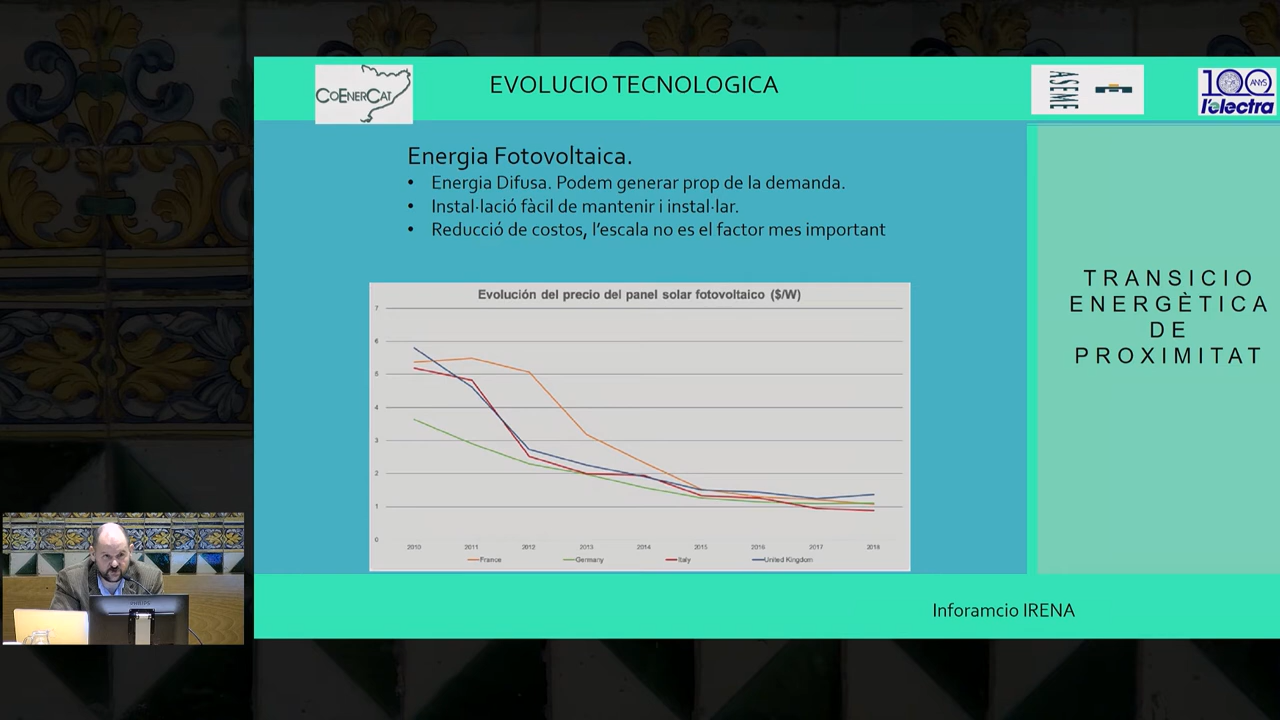 CoEnerCat
EVOLUCIO TECNOLOGICA
ASEME
100 ANYS
l'electra
Energia Fotovoltaica.
• Energia Difusa. Podem generar prop de la demanda.
• Instal·lació fàcil de mantenir i instal·lar.
• Reducció de costos, l'escala no es el factor mes important
TRANSICIO
ENERGÈTICA
DE
PROXIMITAT
Evolución del precio del panel solar fotovoltaico ($/W)
7
6
5
4
3
2
1
0
2010 2011 2012 2013 2014 2015 2016 2017 2018
France Germany Italy United Kingdom
PHILIPS
Inforamcio IRENA